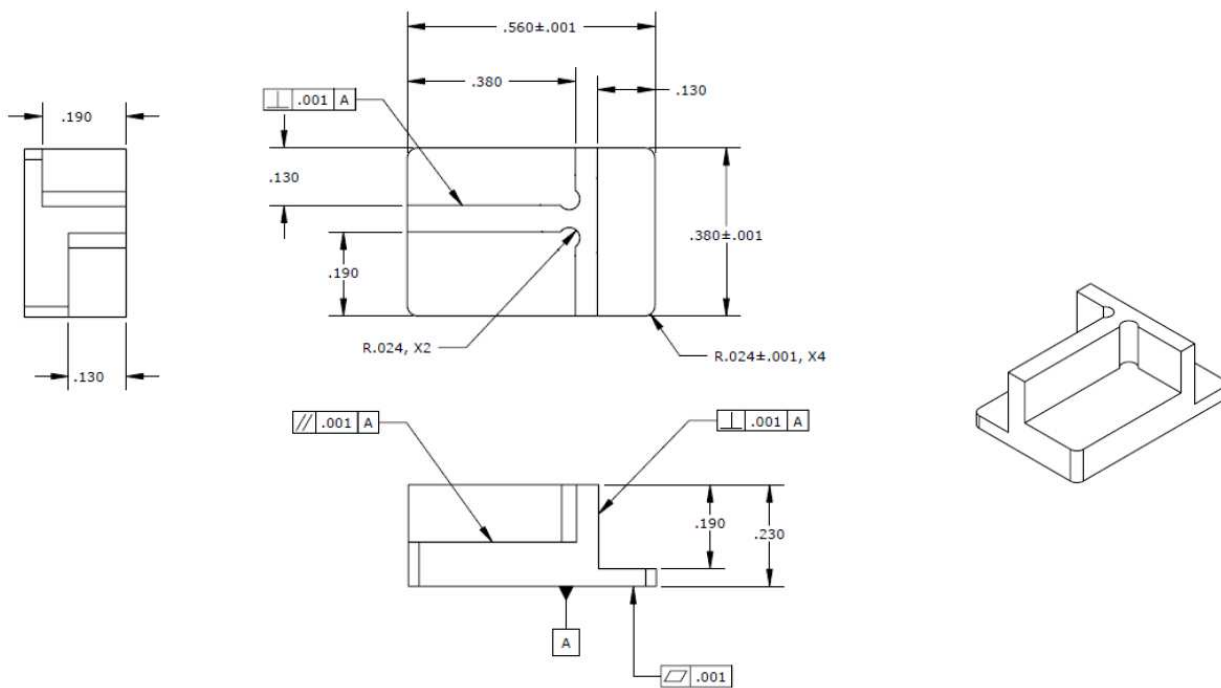 .560±.001
.380
.130
⊥ .001 A
.190
.130
.380±.001
.190
R.024, X2
R.024±.001, X4
.130
// .001 A
⊥ .001 A
.190
.230
A
⏥ .001